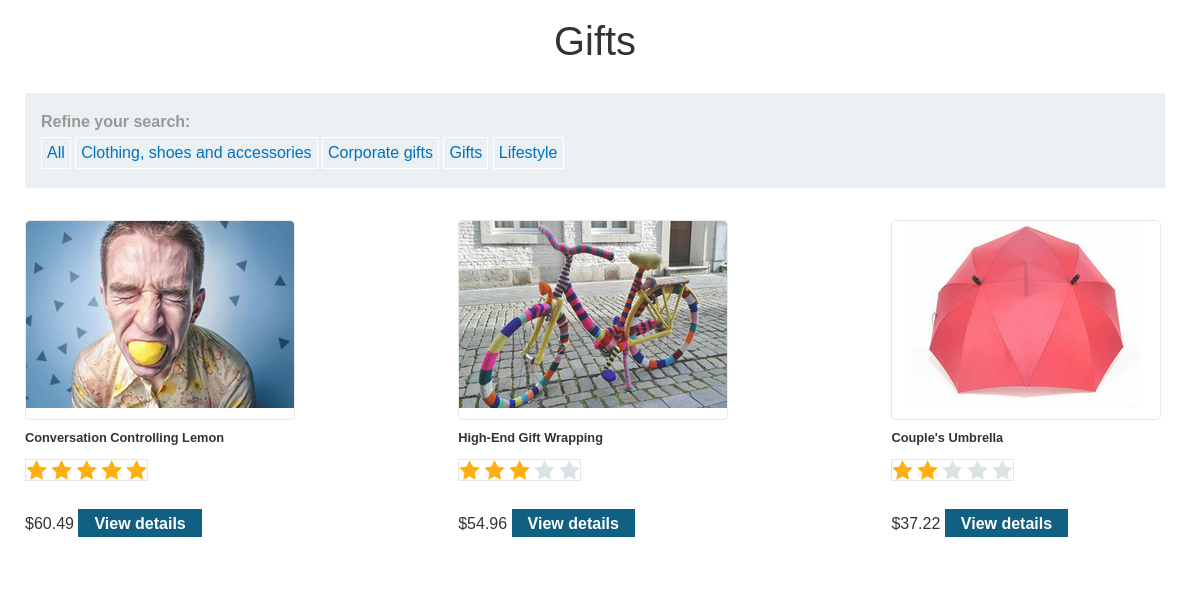 Gifts
Refine your search:
All Clothing, shoes and accessories Corporate gifts Gifts Lifestyle
Conversation Controlling Lemon
High-End Gift Wrapping
Couple's Umbrella
$60.49 View details
$54.96 View details
$37.22 View details